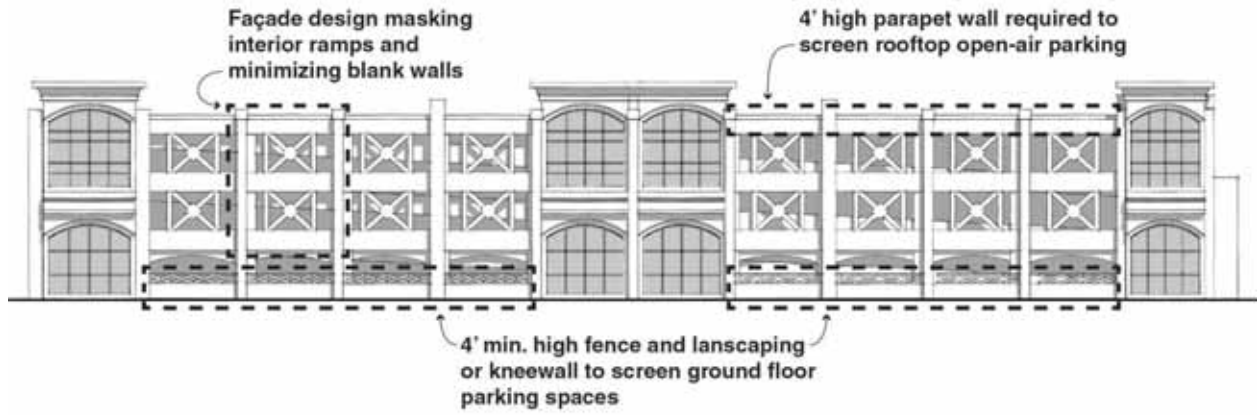 Façade design masking
interior ramps and
minimizing blank walls
4' high parapet wall required to
screen rooftop open-air parking
4' min. high fence and lanscaping
or kneewall to screen ground floor
parking spaces